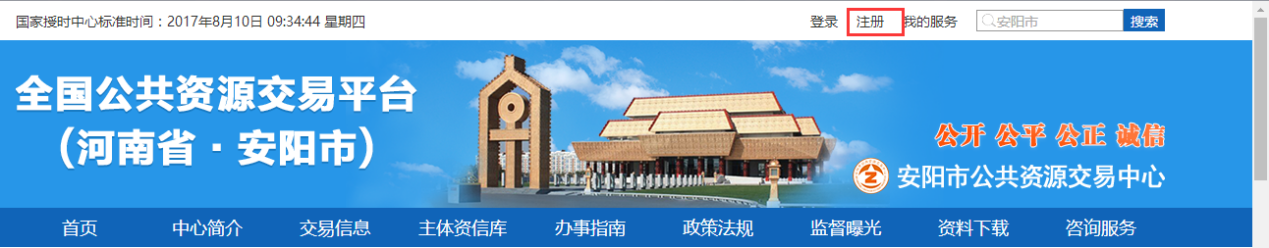 国家授时中心标准时间：2017年8月10日 09:34:44 星期四 登录 注册 我的服务 安阳市 搜索
全国公共资源交易平台
（河南省·安阳市）
公开 公平 公正 诚信
安阳市公共资源交易中心
首页 中心简介 交易信息 主体资信库 办事指南 政策法规 监督曝光 资料下载 咨询服务